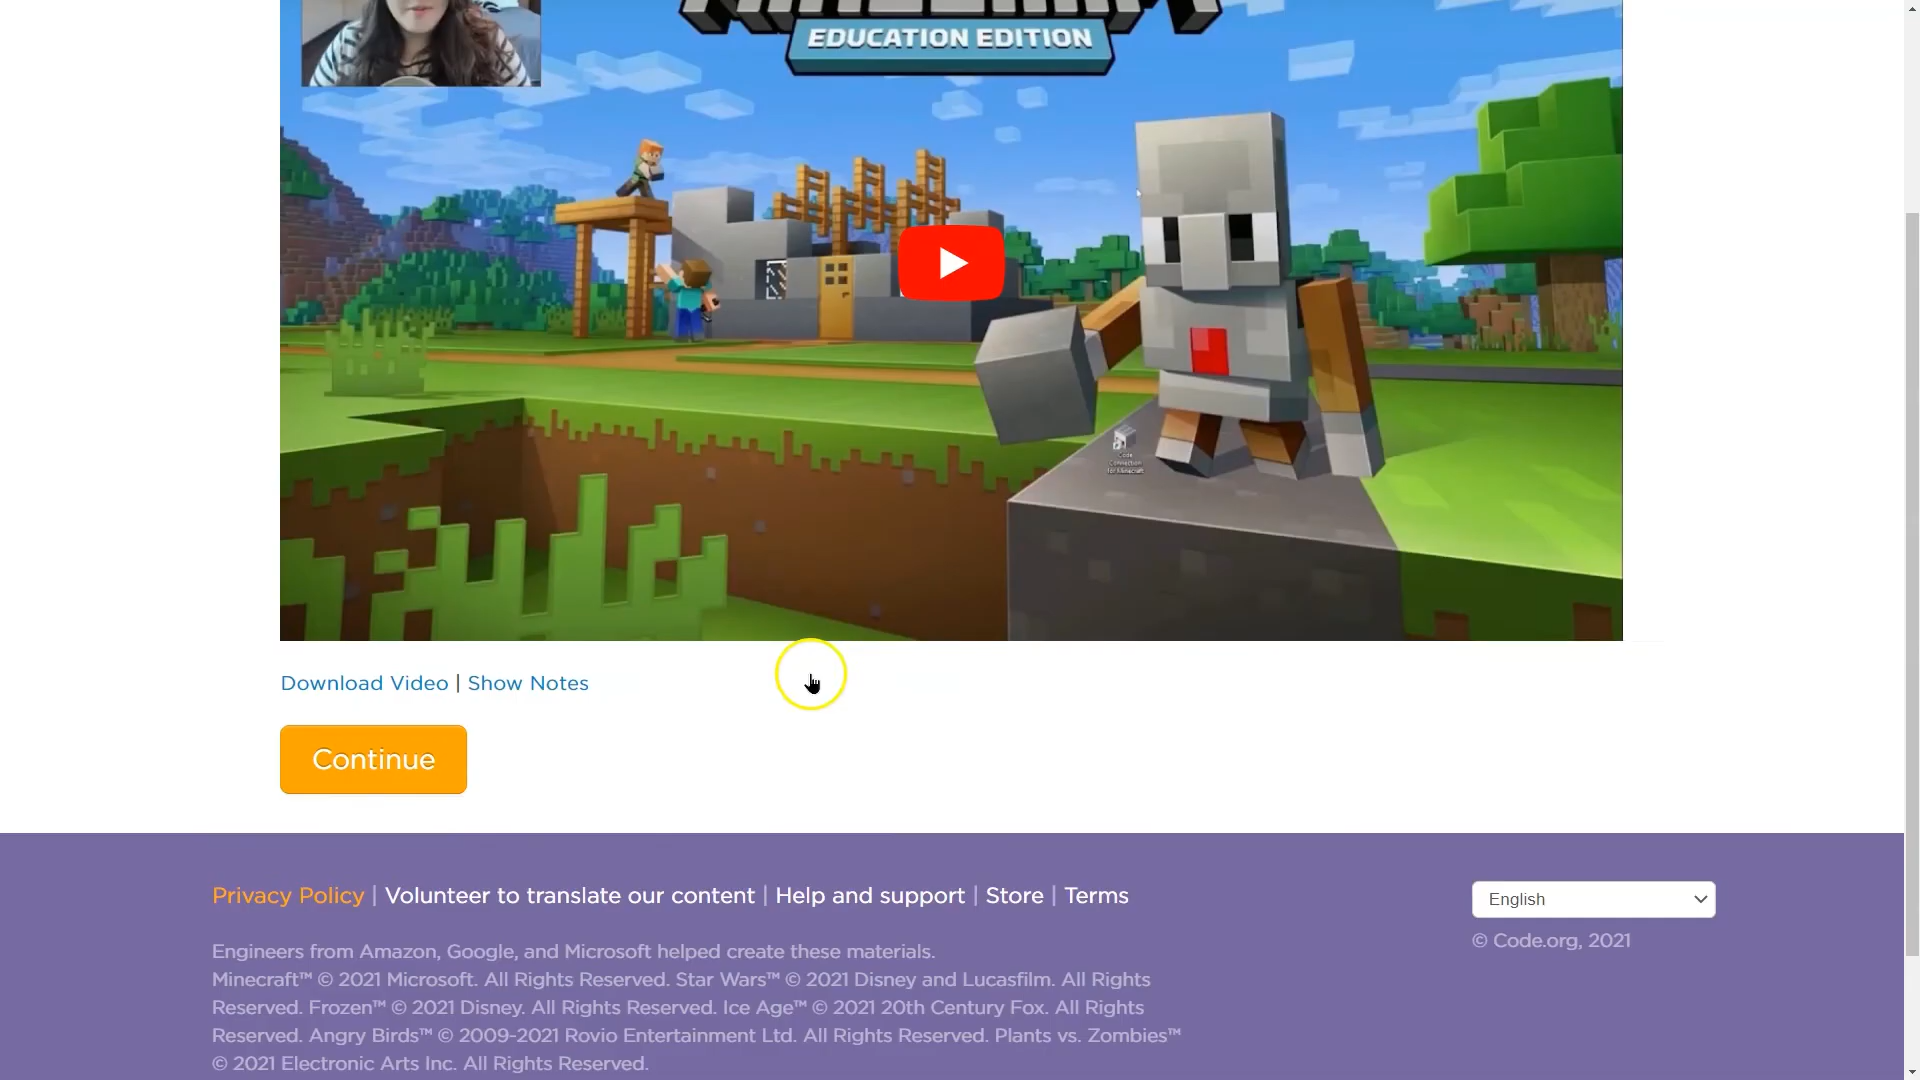 EDUCATION EDITION
Code
Connection
for Minecraft
Download Video | Show Notes
Continue
Privacy Policy | Volunteer to translate our content | Help and support | Store | Terms
English
© Code.org, 2021
Engineers from Amazon, Google, and Microsoft helped create these materials.
Minecraft™ © 2021 Microsoft. All Rights Reserved. Star Wars™ © 2021 Disney and Lucasfilm. All Rights
Reserved. Frozen™ © 2021 Disney. All Rights Reserved. Ice Age™ © 2021 20th Century Fox. All Rights
Reserved. Angry Birds™ © 2009-2021 Rovio Entertainment Ltd. All Rights Reserved. Plants vs. Zombies™
© 2021 Electronic Arts Inc. All Rights Reserved.